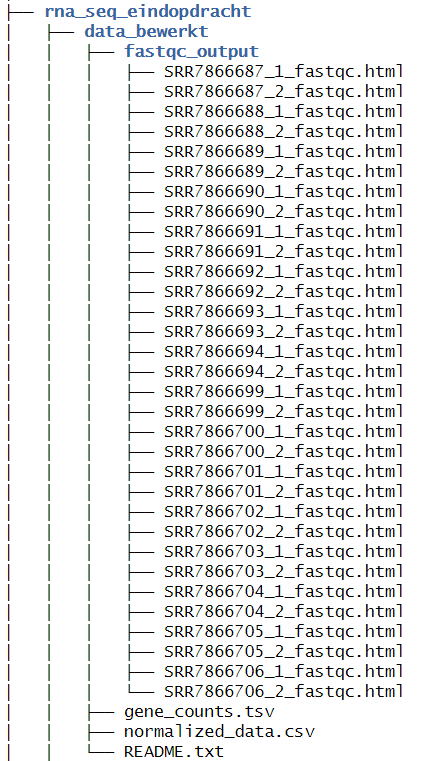 ├── rna_seq_eindopdracht
│   ├── data_bewerkt
│   │   ├── fastqc_output
│   │   │   ├── SRR7866687_1_fastqc.html
│   │   │   ├── SRR7866687_2_fastqc.html
│   │   │   ├── SRR7866688_1_fastqc.html
│   │   │   ├── SRR7866688_2_fastqc.html
│   │   │   ├── SRR7866689_1_fastqc.html
│   │   │   ├── SRR7866689_2_fastqc.html
│   │   │   ├── SRR7866690_1_fastqc.html
│   │   │   ├── SRR7866690_2_fastqc.html
│   │   │   ├── SRR7866691_1_fastqc.html
│   │   │   ├── SRR7866691_2_fastqc.html
│   │   │   ├── SRR7866692_1_fastqc.html
│   │   │   ├── SRR7866692_2_fastqc.html
│   │   │   ├── SRR7866693_1_fastqc.html
│   │   │   ├── SRR7866693_2_fastqc.html
│   │   │   ├── SRR7866694_1_fastqc.html
│   │   │   ├── SRR7866694_2_fastqc.html
│   │   │   ├── SRR7866699_1_fastqc.html
│   │   │   ├── SRR7866699_2_fastqc.html
│   │   │   ├── SRR7866700_1_fastqc.html
│   │   │   ├── SRR7866700_2_fastqc.html
│   │   │   ├── SRR7866701_1_fastqc.html
│   │   │   ├── SRR7866701_2_fastqc.html
│   │   │   ├── SRR7866702_1_fastqc.html
│   │   │   ├── SRR7866702_2_fastqc.html
│   │   │   ├── SRR7866703_1_fastqc.html
│   │   │   ├── SRR7866703_2_fastqc.html
│   │   │   ├── SRR7866704_1_fastqc.html
│   │   │   ├── SRR7866704_2_fastqc.html
│   │   │   ├── SRR7866705_1_fastqc.html
│   │   │   ├── SRR7866705_2_fastqc.html
│   │   │   ├── SRR7866706_1_fastqc.html
│   │   │   └── SRR7866706_2_fastqc.html
│   │   ├── gene_counts.tsv
│   │   ├── normalized_data.csv
│   │   └── README.txt